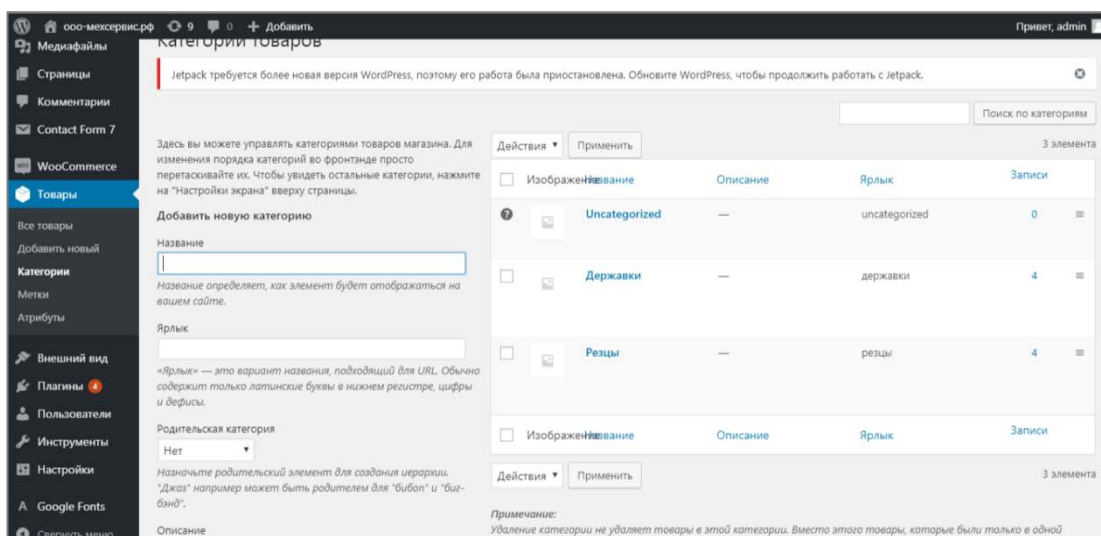 ооо-мехсервис.рф 9 0 + Добавить Привет, admin
Медиафайлы
Страницы
Комментарии
Contact Form 7
WooCommerce
Товары
Все товары
Добавить новый
Категории
Метки
Атрибуты
Внешний вид
Плагины 4
Пользователи
Инструменты
Настройки
Google Fonts
Свернуть меню
Категории товаров
Jetpack требуется более новая версия WordPress, поэтому его работа была приостановлена. Обновите WordPress, чтобы продолжить работать с Jetpack.
Поиск по категориям
Здесь вы можете управлять категориями товаров магазина. Для
изменения порядка категорий во фронтэнде просто
перетаскивайте их. Чтобы увидеть остальные категории, нажмите
на "Настройки экрана" вверху страницы.
Добавить новую категорию
Название
Название определяет, как элемент будет отображаться на
вашем сайте.
Ярлык
«Ярлык» — это вариант названия, подходящий для URL. Обычно
содержит только латинские буквы в нижнем регистре, цифры
и дефисы.
Родительская категория
Нет
Назначьте родительский элемент для создания иерархии.
"Джаз" например может быть родителем для "бибоп" и "биг-
бэнд".
Описание
Действия Применить 3 элемента
Изображение Название Описание Ярлык Записи
Uncategorized — uncategorized 0
Державки — державки 4
Резцы — резцы 4
Изображение Название Описание Ярлык Записи
Действия Применить 3 элемента
Примечание:
Удаление категории не удаляет товары в этой категории. Вместо этого товары, которые были только в одной